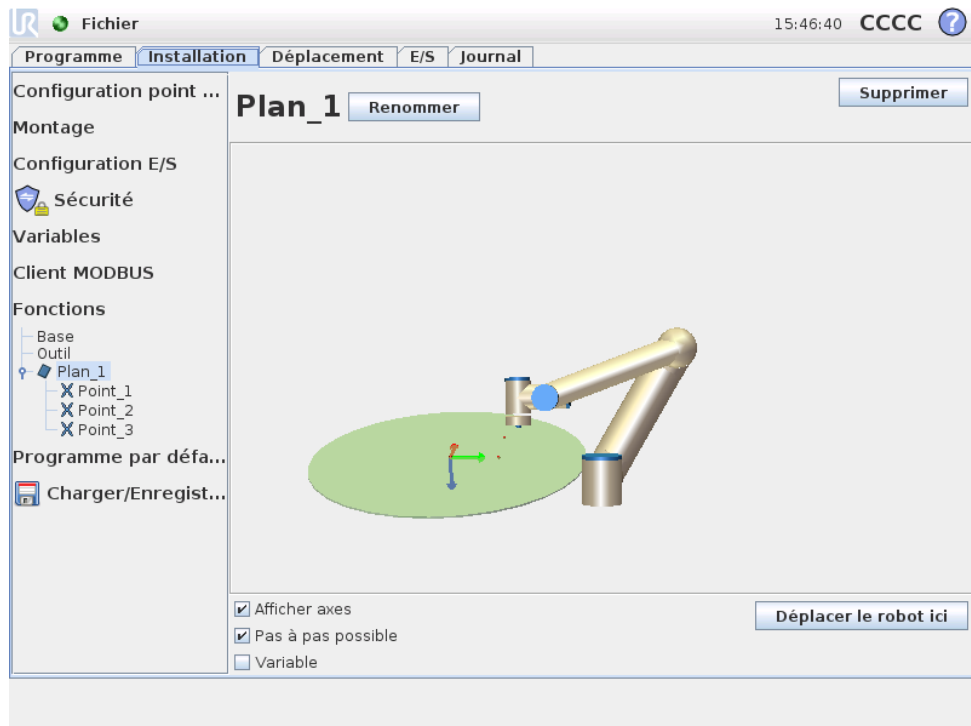 UR Fichier 15:46:40 CCCC ?
Programme Installation Déplacement E/S Journal
Configuration point ...
Plan_1 Renommer Supprimer
Montage
Configuration E/S
Sécurité
Variables
Client MODBUS
Fonctions
Base
Outil
Plan_1
Point_1
Point_2
Point_3
Programme par défa...
Charger/Enregist...
Afficher axes
Pas à pas possible
Variable
Déplacer le robot ici